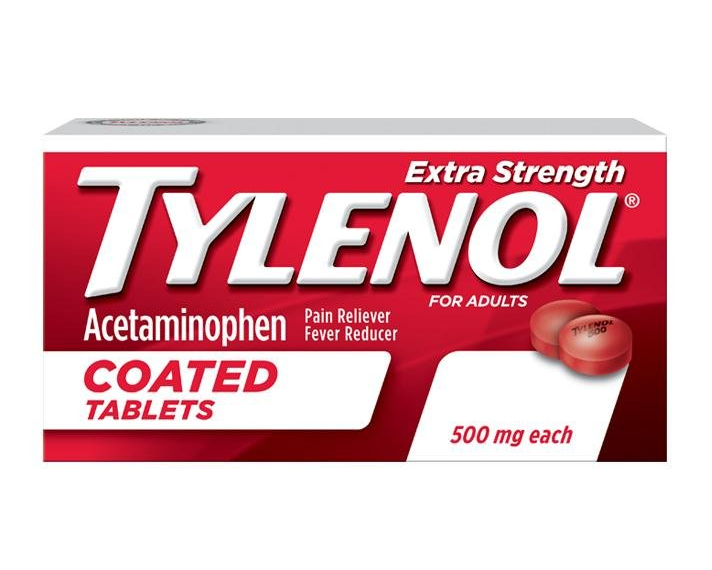 Extra Strength
TYLENOL®
FOR ADULTS
Acetaminophen
Pain Reliever
Fever Reducer
COATED
TABLETS
TYLENOL
500
500 mg each